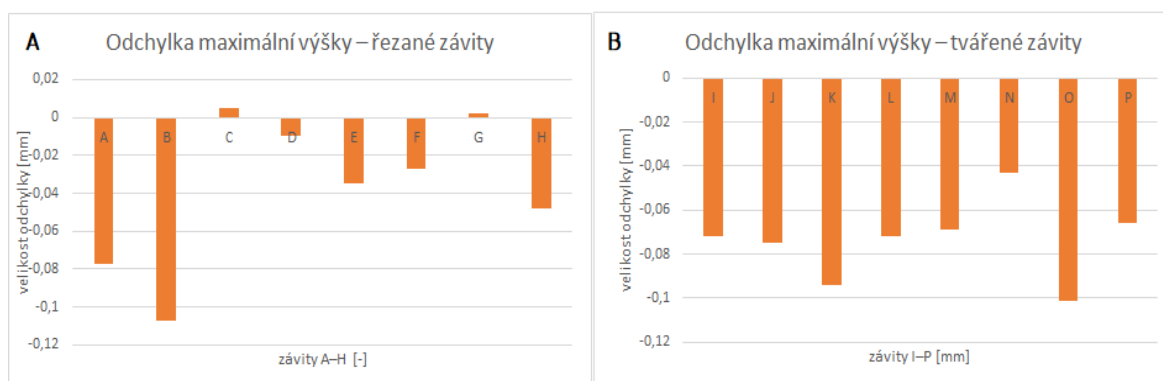 A
Odchylka maximální výšky – řezané závity
0,02
0
-0,02
-0,04
-0,06
-0,08
-0,1
-0,12
velikost odchylky [mm]
A B C D E F G H
závity A–H [-]
B
Odchylka maximální výšky – tvářené závity
0
-0,02
-0,04
-0,06
-0,08
-0,1
-0,12
velikost odchylky [mm]
I J K L M N O P
závity I–P [mm]